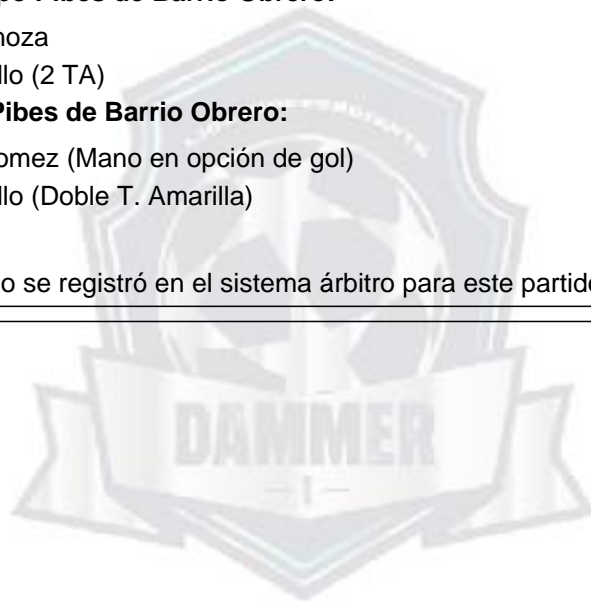 Pibes de Barrio Obrero:
noza
llo (2 TA)
Pibes de Barrio Obrero:
omez (Mano en opción de gol)
llo (Doble T. Amarilla)
o se registró en el sistema árbitro para este partido
DAMMER